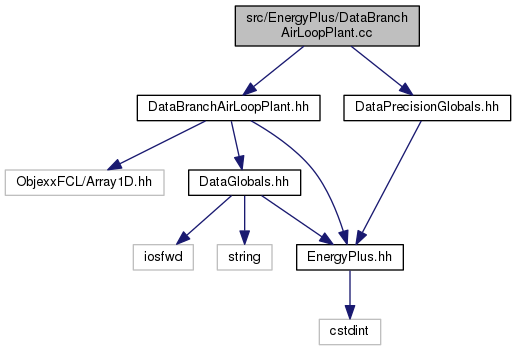 src/EnergyPlus/DataBranch
AirLoopPlant.cc
DataBranchAirLoopPlant.hh
DataPrecisionGlobals.hh
ObjexxFCL/Array1D.hh
DataGlobals.hh
iosfwd
string
EnergyPlus.hh
cstdint